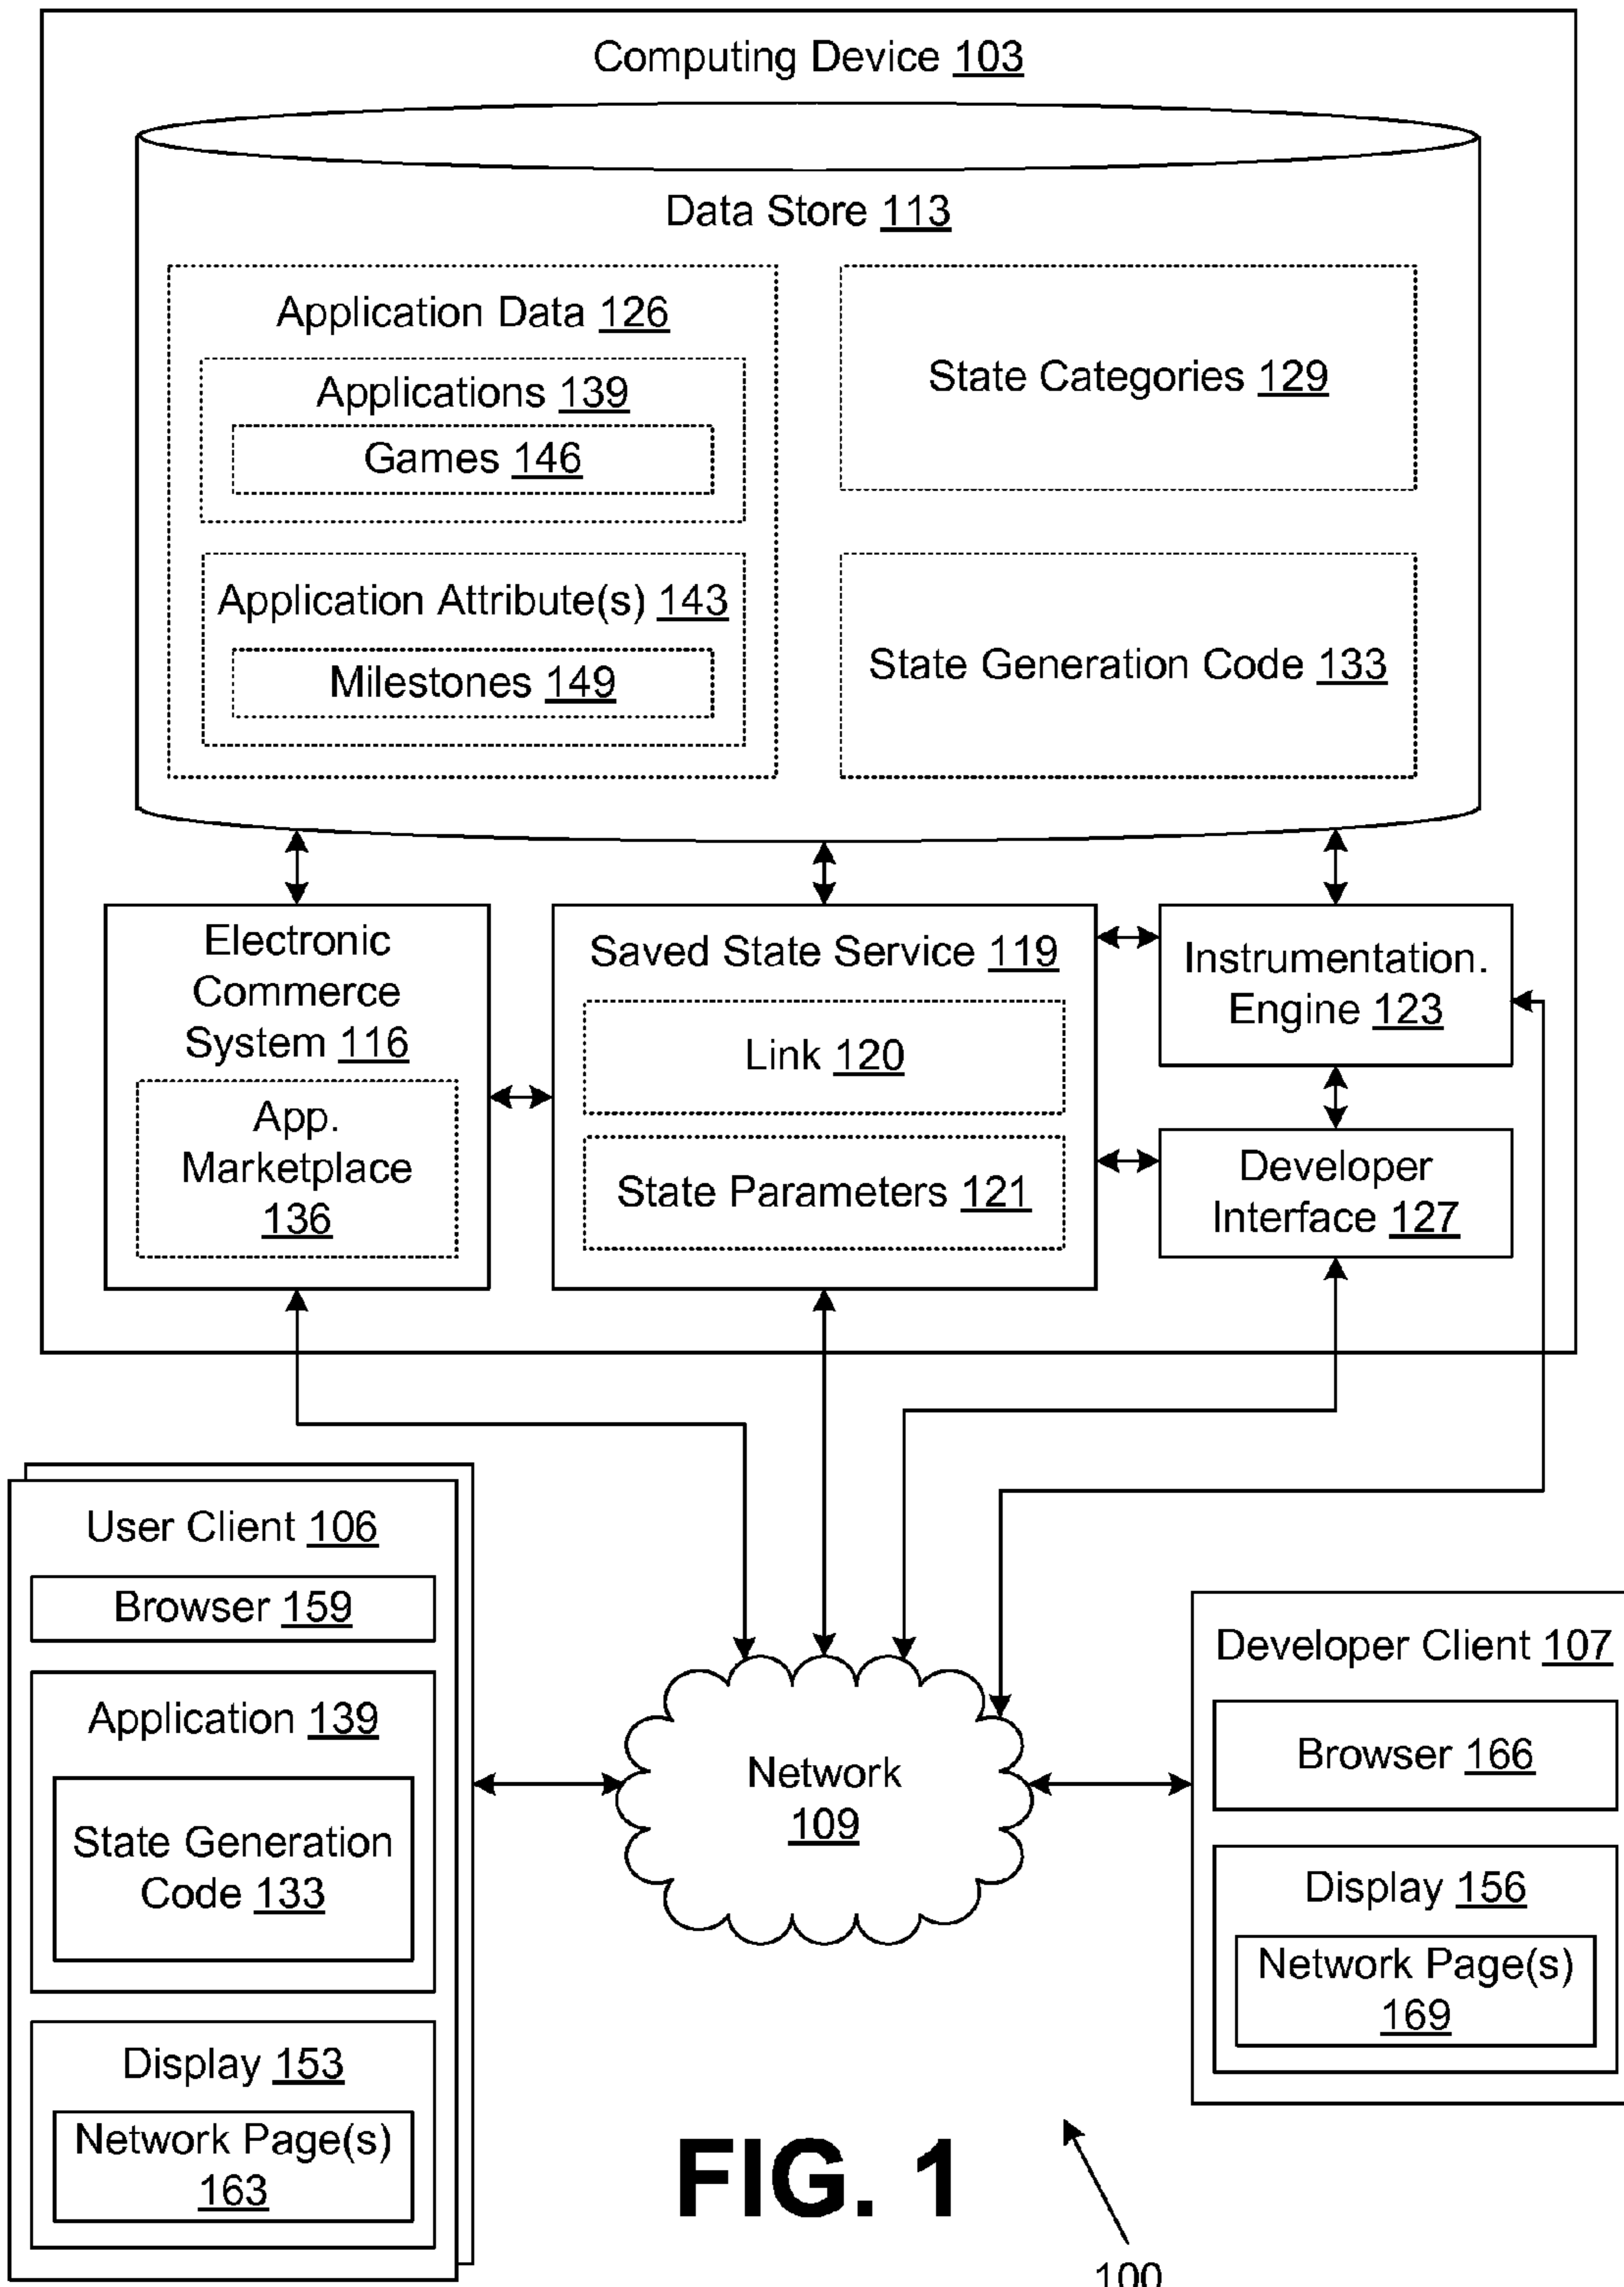 Computing Device 103
Data Store 113
Application Data 126
Applications 139
Games 146
Application Attribute(s) 143
Milestones 149
State Categories 129
State Generation Code 133
Electronic
Commerce
System 116
App.
Marketplace
136
Saved State Service 119
Link 120
State Parameters 121
Instrumentation.
Engine 123
Developer
Interface 127
User Client 106
Browser 159
Application 139
State Generation
Code 133
Display 153
Network Page(s)
163
Network
109
Developer Client 107
Browser 166
Display 156
Network Page(s)
169
FIG. 1
100